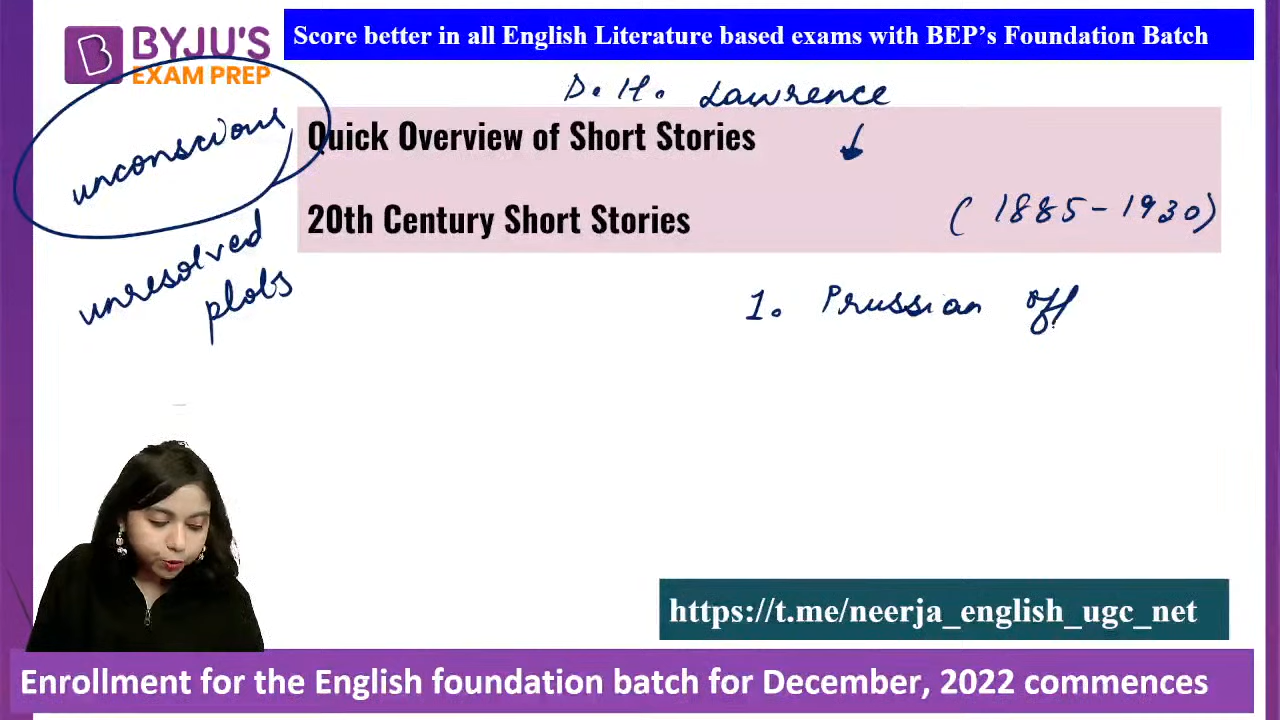 BYJU'S
EXAM PREP
Score better in all English Literature based exams with BEP's Foundation Batch
D. H. Lawrence
unconscious
Quick Overview of Short Stories
20th Century Short Stories
(1885-1930)
unresolved
plots
1. Prussian off
https://t.me/neerja_english_ugc_net
Enrollment for the English foundation batch for December, 2022 commences